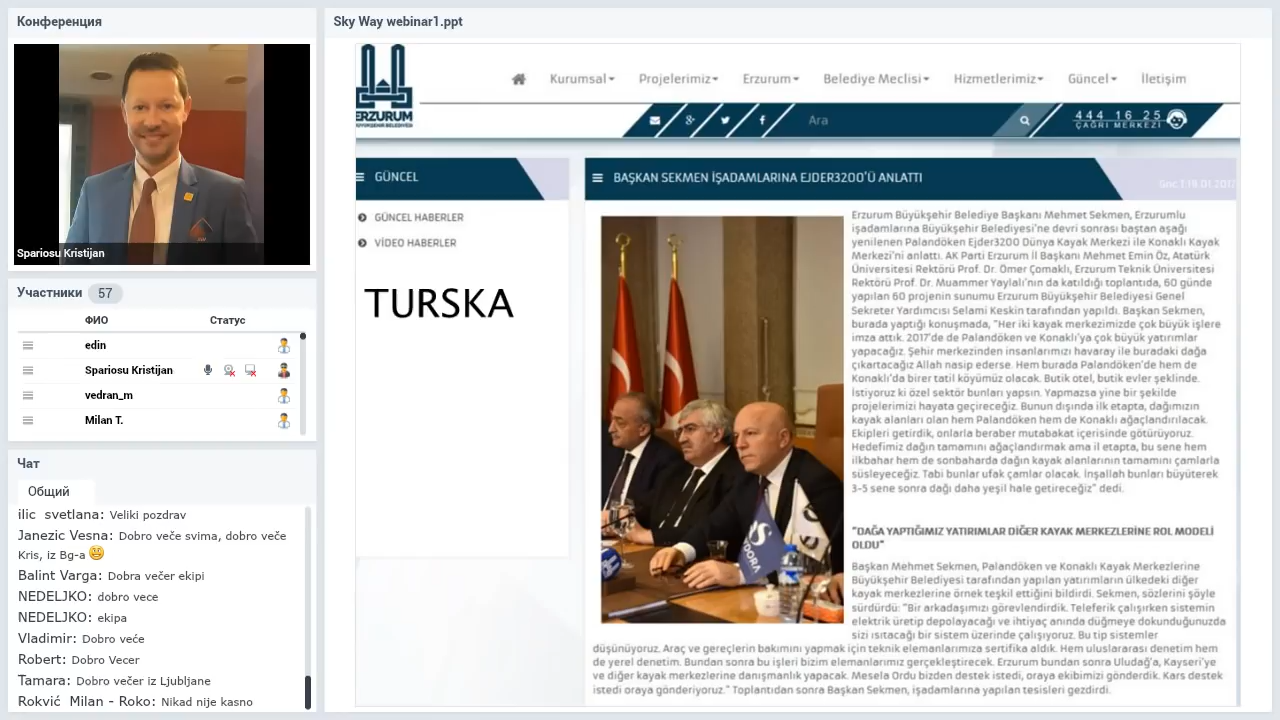 Конференция
Spariosu Kristijan
Участники 57
ФИО Статус
edin
Spariosu Kristijan
vedran_m
Milan T.
Чат
Общий
ilic svetlana: Veliki pozdrav
Janezic Vesna: Dobro veče svima, dobro veče
Kris, iz Bg-a
Balint Varga: Dobra večer ekipi
NEDELJKO: dobro vece
NEDELJKO: ekipa
Vladimir: Dobro veće
Robert: Dobro Vecer
Tamara: Dobro večer iz Ljubljane
Rokvić Milan - Roko: Nikad nije kasno
Sky Way webinar1.ppt
ERZURUM
BÜYÜKŞEHİR BELEDİYESİ
Kurumsal Projelerimiz Erzurum Belediye Meclisi Hizmetlerimiz Güncel İletişim
Ara
444 16 25
ÇAĞRI MERKEZİ
GÜNCEL
GÜNCEL HABERLER
VİDEO HABERLER
TURSKA
BAŞKAN SEKMEN İŞADAMLARINA EJDER3200'Ü ANLATTI
Erzurum Büyükşehir Belediye Başkanı Mehmet Sekmen, Erzurumlu
işadamlarına Büyükşehir Belediyesi'ne devri sonrası baştan aşağı
yenilenen Palandöken Ejder3200 Dünya Kayak Merkezi ile Konaklı Kayak
Merkezi'ni anlattı. AK Parti Erzurum İl Başkanı Mehmet Emin Öz, Atatürk
Üniversitesi Rektörü Prof. Dr. Ömer Çomaklı, Erzurum Teknik Üniversitesi
Rektörü Prof. Dr. Muammer Yaylalı'nın da katıldığı toplantıda, 60 günde
yapılan 60 projenin sunumu Erzurum Büyükşehir Belediyesi Genel
Sekreter Yardımcısı Selami Keskin tarafından yapıldı. Başkan Sekmen,
burada yaptığı konuşmada, "Her iki kayak merkezimizde çok büyük işlere
imza attık. 2017'de de Palandöken ve Konaklı'ya çok büyük yatırımlar
yapacağız. Şehir merkezinden insanlarımızı havaray ile buradaki dağa
çıkartacağız Allah nasip ederse. Hem burada Palandöken'de hem de
Konaklı'da birer tatil köyümüz olacak. Butik otel, butik evler şeklinde.
İstiyoruz ki özel sektör bunları yapsın. Yapmazsa yine bir şekilde
projelerimizi hayata geçireceğiz. Bunun dışında ilk etapta, dağımızın
kayak alanları olan hem Palandöken hem de Konaklı ağaçlandırılacak.
Ekipleri getirdik, onlarla beraber mutabakat içerisinde götürüyoruz.
Hedefimiz dağın tamamını ağaçlandırmak ama il etapta, bu sene hem
ilkbahar hem de sonbaharda dağın kayak alanlarının tamamını çamlarla
süsleyeceğiz. Tabi bunlar ufak çamlar olacak. İnşallah bunları büyüterek
3-5 sene sonra dağı daha yeşil hale getireceğiz" dedi.
"DAĞA YAPTIĞIMIZ YATIRIMLAR DİĞER KAYAK MERKEZLERİNE ROL MODELİ
OLDU"
Başkan Mehmet Sekmen, Palandöken ve Konaklı Kayak Merkezlerine
Büyükşehir Belediyesi tarafından yapılan yatırımların ülkedeki diğer
kayak merkezlerine örnek teşkil ettiğini bildirdi. Sekmen, sözlerini şöyle
sürdürdü: "Bir arkadaşımızı görevlendirdik. Teleferik çalışırken sistemin
elektrik üretip depolayacağı ve ihtiyaç anında düğmeye dokunduğunuzda
sizi ısıtacağı bir sistem üzerinde çalışıyoruz. Bu tip sistemler
düşünüyoruz. Araç ve gereçlerin bakımını yapmak için teknik elemanlarımıza sertifika aldık. Hem uluslararası denetim hem
de yerel denetim. Bundan sonra bu işleri bizim elemanlarımız gerçekleştirecek. Erzurum bundan sonra Uludağ'a, Kayseri'ye
ve diğer kayak merkezlerine danışmanlık yapacak. Mesela Ordu bizden destek istedi, oraya ekibimizi gönderdik. Kars destek
istedi oraya gönderiyoruz." Toplantıdan sonra Başkan Sekmen, işadamlarına yapılan tesisleri gezdirdi.